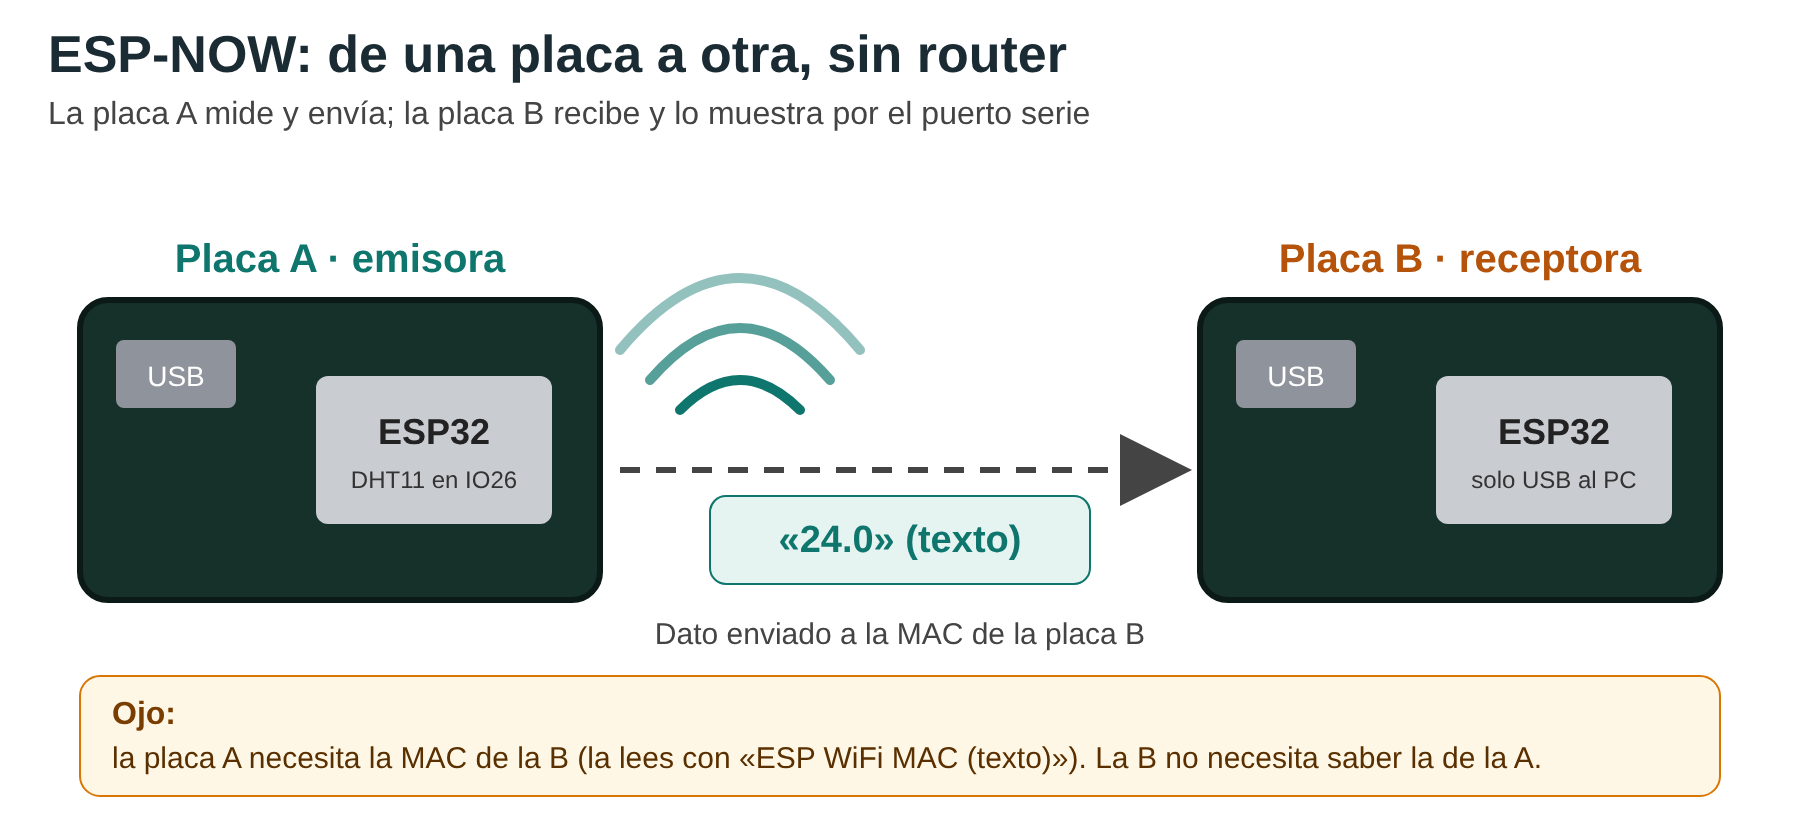 ESP-NOW: de una placa a otra, sin router
La placa A mide y envía; la placa B recibe y lo muestra por el puerto serie
Placa A · emisora
Placa B · receptora
USB
ESP32
DHT11 en IO26
USB
ESP32
solo USB al PC
«24.0» (texto)
Dato enviado a la MAC de la placa B
Ojo:
la placa A necesita la MAC de la B (la lees con «ESP WiFi MAC (texto)»). La B no necesita saber la de la A.